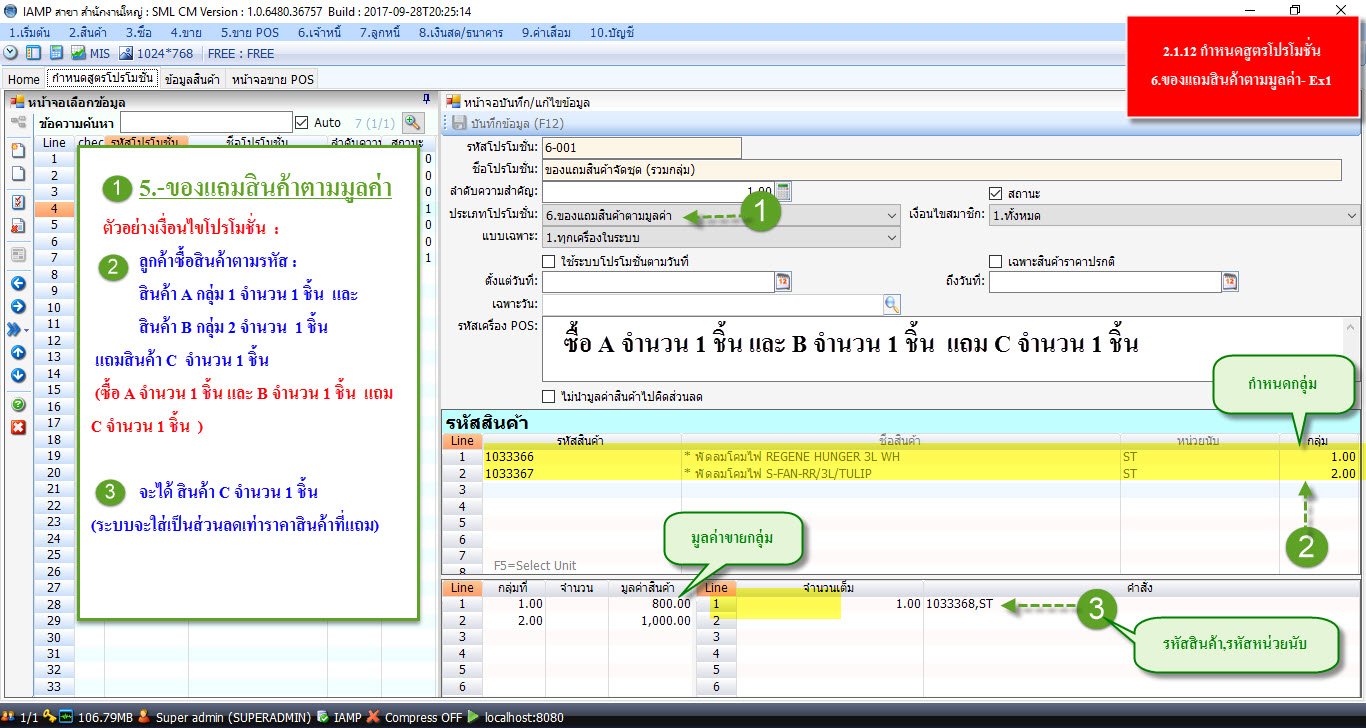 IAMP สาขา สำนักงานใหญ่ : SML CM Version : 1.0.6480.36757 Build : 2017-09-28T20:25:14
1.เริ่มต้น 2.สินค้า 3.ซื้อ 4.ขาย 5.ขาย POS 6.เจ้าหนี้ 7.ลูกหนี้ 8.เงินสด/ธนาคาร 9.ค่าเสื่อม 10.บัญชี
MIS 1024*768 FREE : FREE
Home กำหนดสูตรโปรโมชั่น ข้อมูลสินค้า หน้าจอขาย POS
2.1.12 กำหนดสูตรโปรโมชั่น
6.ของแถมสินค้าตามมูลค่า- Ex1
หน้าจอเลือกข้อมูล
ข้อความค้นหา Auto 7 (1/1)
Line chec รหัสโปรโมชั่น ชื่อโปรโมชั่น ลำดับความ สถานะ
1 0
2 0
3 0
4 1
5 0
6 0
7 1
8
9
10
11
12
13
14
15
16
17
18
19
20
21
22
23
24
25
26
27
28
29
30
31
32
33
1 5.-ของแถมสินค้าตามมูลค่า
ตัวอย่างเงื่อนไขโปรโมชั่น :
2 ลูกค้าซื้อสินค้าตามรหัส :
สินค้า A กลุ่ม 1 จำนวน 1 ชิ้น และ
สินค้า B กลุ่ม 2 จำนวน 1 ชิ้น
แถมสินค้า C จำนวน 1 ชิ้น
(ซื้อ A จำนวน 1 ชิ้น และ B จำนวน 1 ชิ้น แถม
C จำนวน 1 ชิ้น )
3 จะได้ สินค้า C จำนวน 1 ชิ้น
(ระบบจะใส่เป็นส่วนลดเท่าราคาสินค้าที่แถม)
หน้าจอบันทึก/แก้ไขข้อมูล
บันทึกข้อมูล (F12)
รหัสโปรโมชั่น: 6-001
ชื่อโปรโมชั่น: ของแถมสินค้าจัดชุด (รวมกลุ่ม)
ลำดับความสำคัญ: 1.00 สถานะ
ประเภทโปรโมชั่น: 6.ของแถมสินค้าตามมูลค่า 1 เงื่อนไขสมาชิก: 1.ทั้งหมด
แบบเฉพาะ: 1.ทุกเครื่องในระบบ
ใช้ระบบโปรโมชั่นตามวันที่ เฉพาะสินค้าราคาปรกติ
ตั้งแต่วันที่: 12 ถึงวันที่: 12
เฉพาะวัน:
รหัสเครื่อง POS:
ซื้อ A จำนวน 1 ชิ้น และ B จำนวน 1 ชิ้น แถม C จำนวน 1 ชิ้น
กำหนดกลุ่ม
ไม่นำมูลค่าสินค้าไปคิดส่วนลด
รหัสสินค้า
Line รหัสสินค้า ชื่อสินค้า หน่วยนับ กลุ่ม
1 1033366 * พัดลมโคมไฟ REGENE HUNGER 3L WH ST 1.00
2 1033367 * พัดลมโคมไฟ S-FAN-RR/3L/TULIP ST 2.00
3
4
5
6
7
8
2
มูลค่าขายกลุ่ม
F5=Select Unit
Line กลุ่มที่ จำนวน มูลค่าสินค้า Line จำนวนเต็ม คำสั่ง
1 1.00 800.00 1 1.00 1033368,ST 3
2 2.00 1,000.00 2
3 3
4 4
5 5
6 6
รหัสสินค้า,รหัสหน่วยนับ
1/1 106.79MB Super admin (SUPERADMIN) IAMP Compress OFF localhost:8080